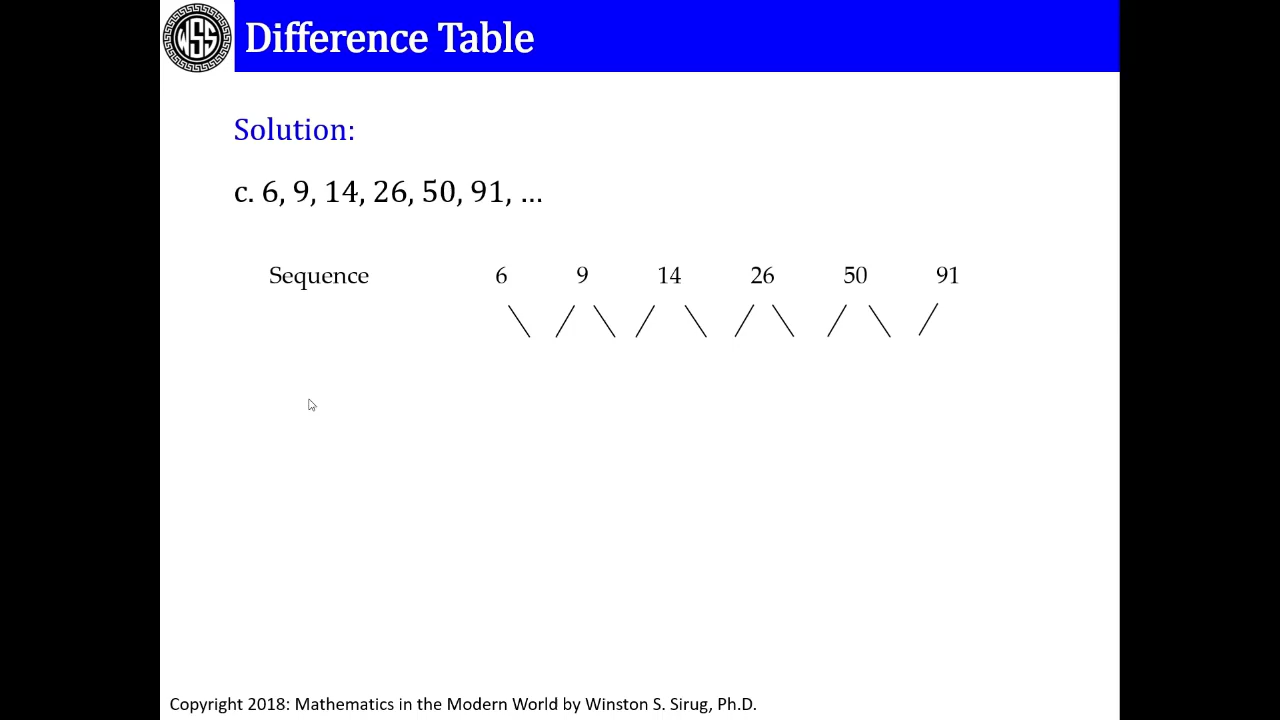 WSS
Difference Table
Solution:
c. 6, 9, 14, 26, 50, 91, ...
Sequence 6 9 14 26 50 91
Copyright 2018: Mathematics in the Modern World by Winston S. Sirug, Ph.D.